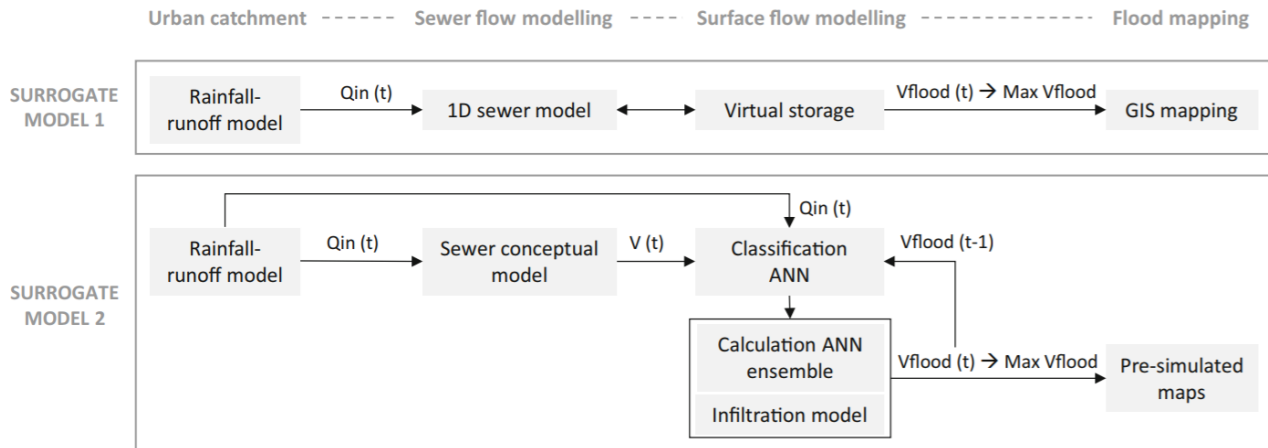 Urban catchment Sewer flow modelling Surface flow modelling Flood mapping
SURROGATE
MODEL 1
Rainfall-
runoff model
Qin (t)
1D sewer model
Virtual storage
Vflood (t) → Max Vflood
GIS mapping
SURROGATE
MODEL 2
Rainfall-
runoff model
Qin (t)
Sewer conceptual
model
V (t)
Qin (t)
Classification
ANN
Vflood (t-1)
Calculation ANN
ensemble
Infiltration model
Vflood (t) → Max Vflood
Pre-simulated
maps